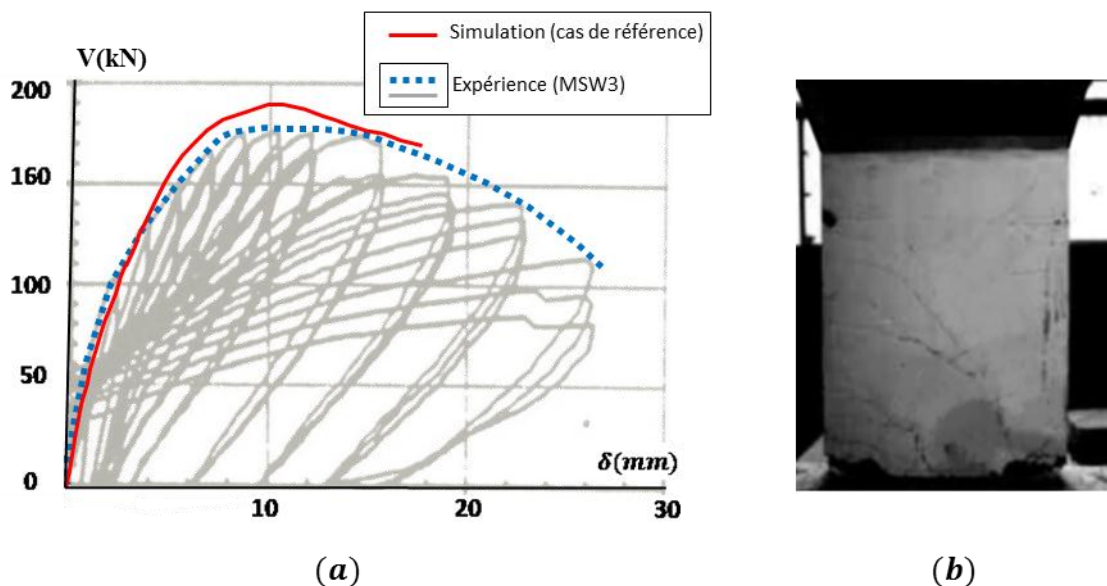 Simulation (cas de référence)
Expérience (MSW3)
V(kN)
200
160
100
50
0
δ(mm)
10
20
30
(a)
(b)